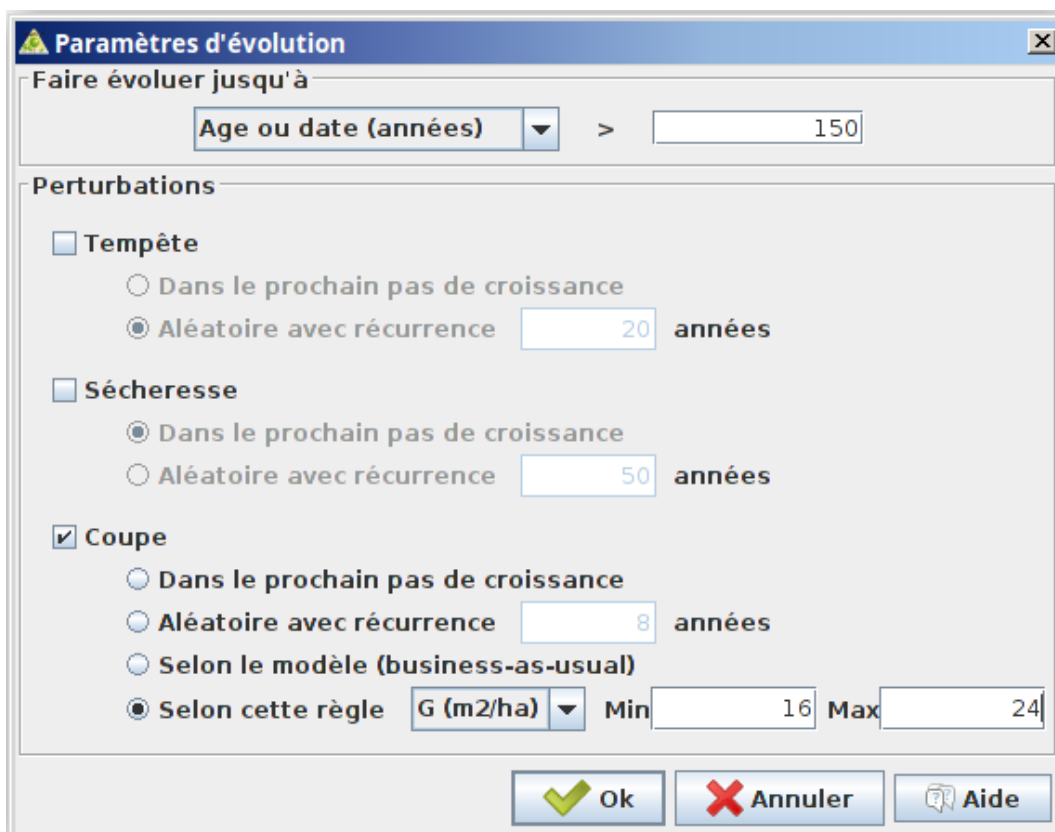 Paramètres d'évolution
Faire évoluer jusqu'à
Age ou date (années) > 150
Perturbations
Tempête
Dans le prochain pas de croissance
Aléatoire avec récurrence 20 années
Sécheresse
Dans le prochain pas de croissance
Aléatoire avec récurrence 50 années
Coupe
Dans le prochain pas de croissance
Aléatoire avec récurrence 8 années
Selon le modèle (business-as-usual)
Selon cette règle G (m2/ha) Min 16 Max 24
Ok Annuler Aide